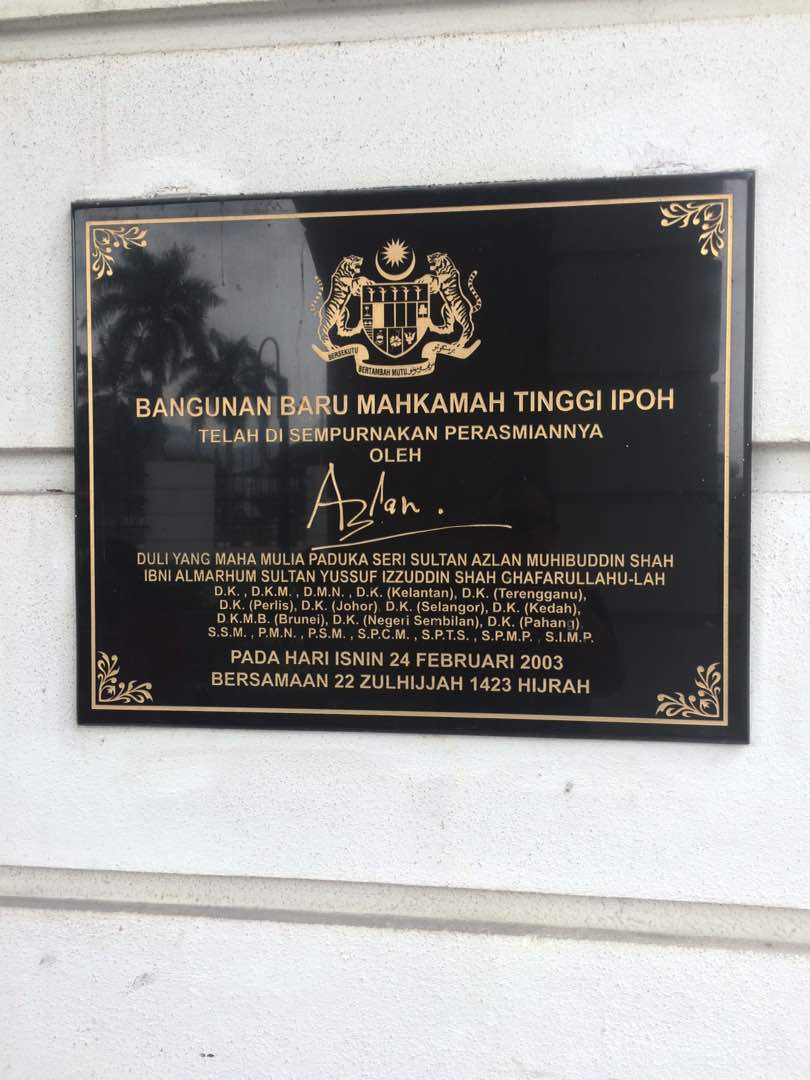 BERSEKUTU
BERTAMBAH MUTU
BANGUNAN BARU MAHKAMAH TINGGI IPOH
TELAH DI SEMPURNAKAN PERASMIANNYA
OLEH
Azlan.
DULI YANG MAHA MULIA PADUKA SERI SULTAN AZLAN MUHIBUDDIN SHAH
IBNI ALMARHUM SULTAN YUSSUF IZZUDDIN SHAH GHAFARULLAHU-LAH
D.K. , D.K.M. , D.M.N. , D.K. (Kelantan), D.K. (Terengganu),
D.K. (Perlis), D.K. (Johor), D.K. (Selangor), D.K. (Kedah),
D.K.M.B. (Brunei), D.K. (Negeri Sembilan), D.K. (Pahang),
S.S.M. , P.M.N. , P.S.M. , S.P.C.M. , S.P.T.S. , S.P.M.P. , S.I.M.P.
PADA HARI ISNIN 24 FEBRUARI 2003
BERSAMAAN 22 ZULHIJJAH 1423 HIJRAH